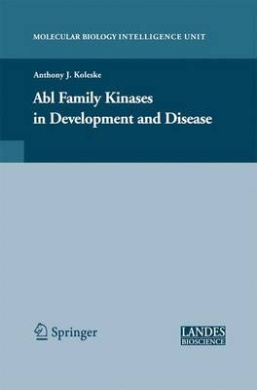 MOLECULAR BIOLOGY INTELLIGENCE UNIT
Anthony J. Koleske
Abl Family Kinases
in Development and Disease
Springer
LANDES
BIOSCIENCE